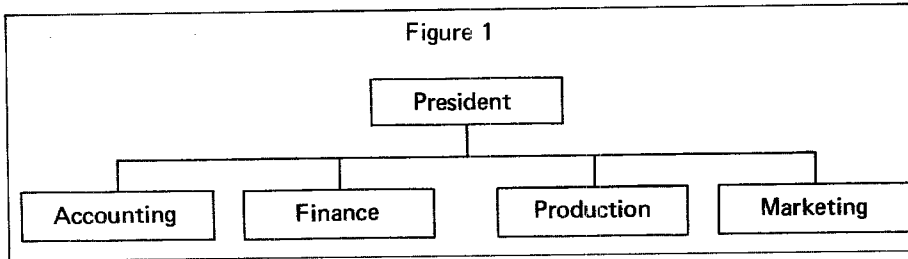 Figure 1
President
Accounting
Finance
Production
Marketing